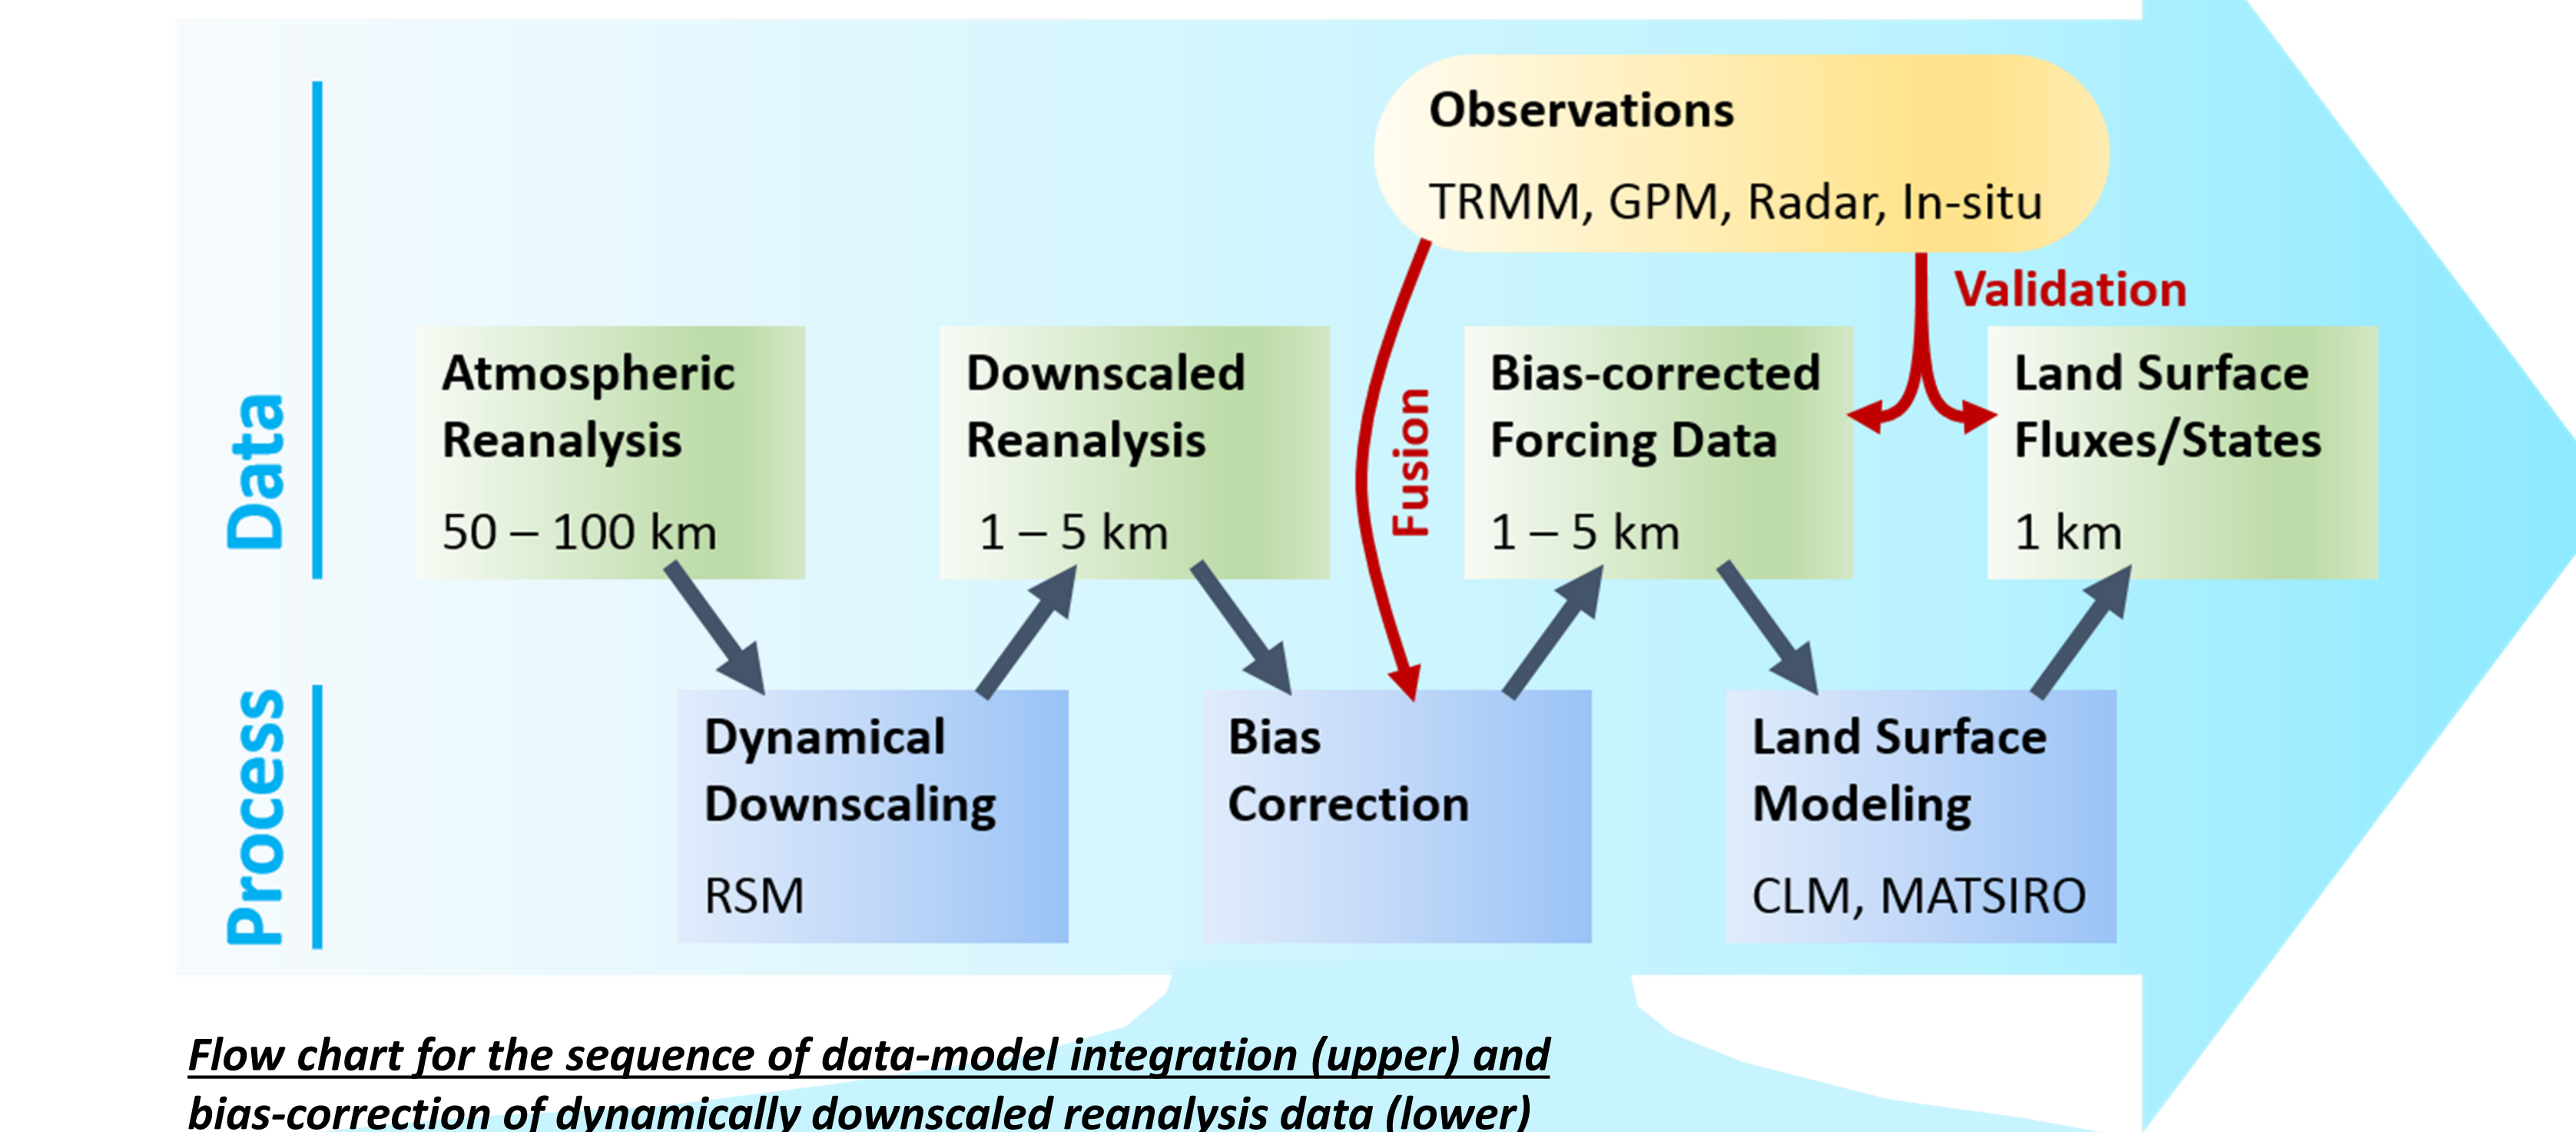 Data
Observations
TRMM, GPM, Radar, In-situ
Fusion
Validation
Atmospheric
Reanalysis
50 – 100 km
Downscaled
Reanalysis
1 – 5 km
Bias-corrected
Forcing Data
1 – 5 km
Land Surface
Fluxes/States
1 km
Process
Dynamical
Downscaling
RSM
Bias
Correction
Land Surface
Modeling
CLM, MATSIRO
Flow chart for the sequence of data-model integration (upper) and
bias-correction of dynamically downscaled reanalysis data (lower)